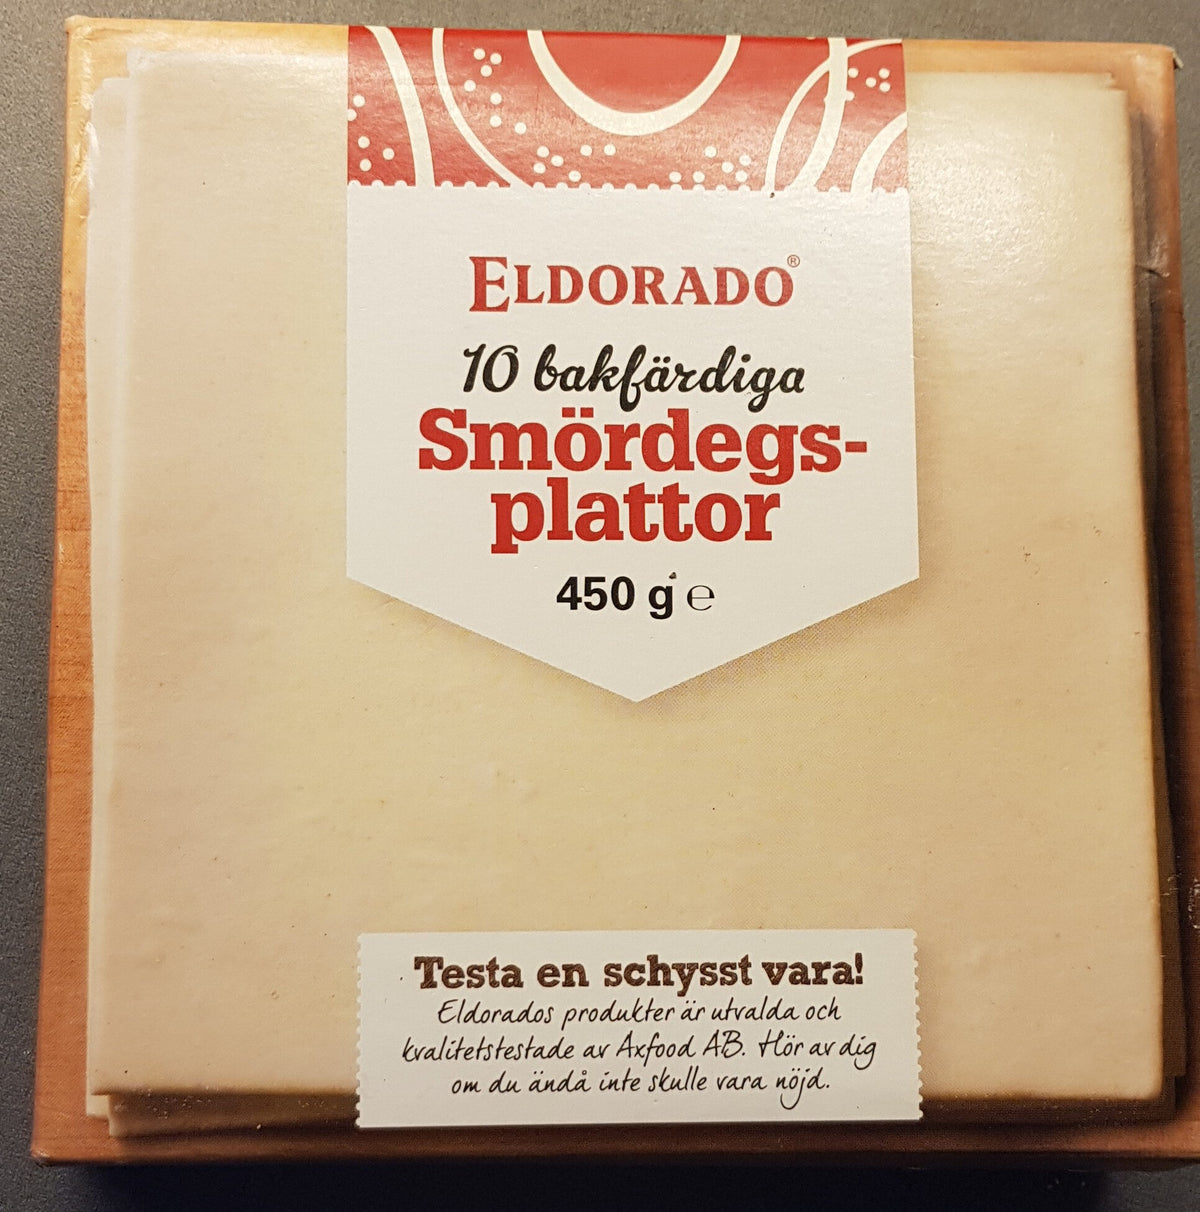 ELDORADO®
10 bakfärdiga
Smördegs-
plattor
450 g ℮
Testa en schysst vara!
Eldorados produkter är utvalda och
kvalitetstestade av Axfood AB. Hör av dig
om du ändå inte skulle vara nöjd.